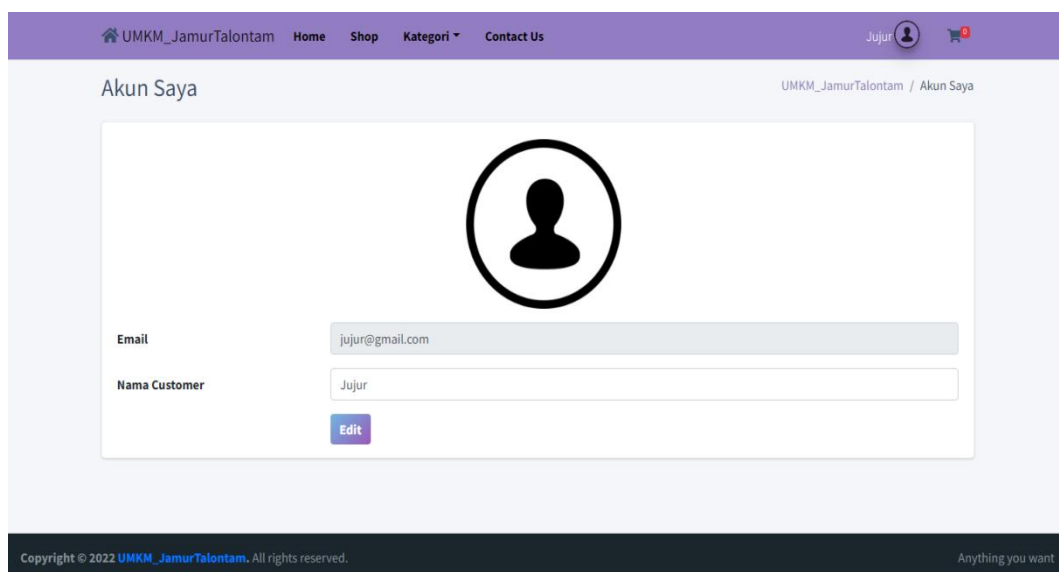 UMKM_JamurTalontam Home Shop Kategori Contact Us Jujur 0
Akun Saya UMKM_JamurTalontam / Akun Saya
Email jujur@gmail.com
Nama Customer Jujur
Edit
Copyright © 2022 UMKM_JamurTalontam. All rights reserved. Anything you want